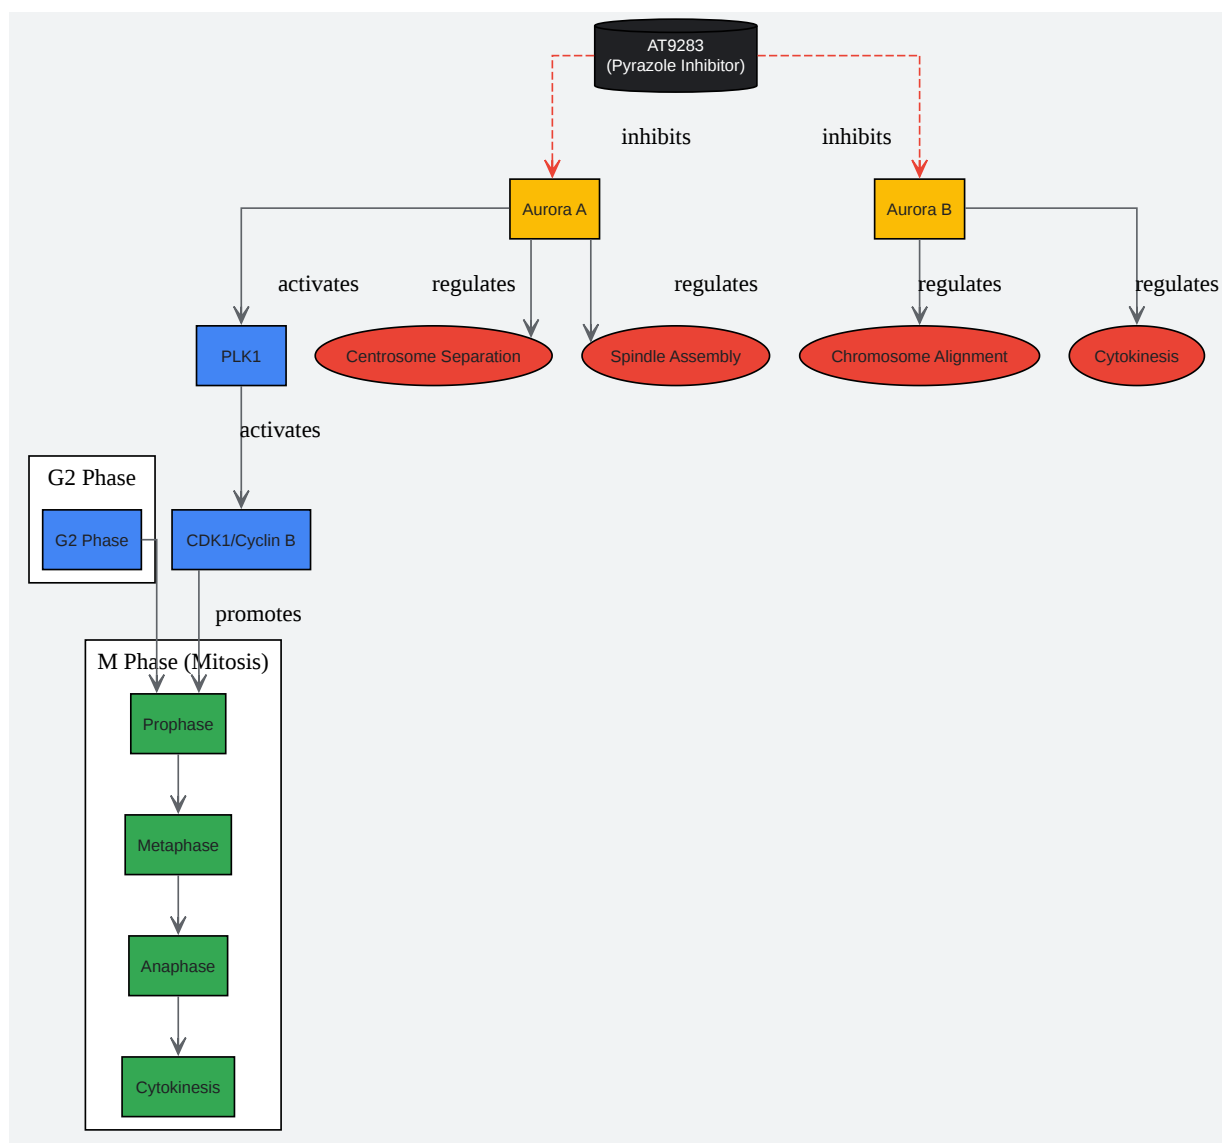 AT9283
(Pyrazole Inhibitor)
inhibits
inhibits
Aurora A
Aurora B
activates
regulates
regulates
regulates
regulates
PLK1
Centrosome Separation
Spindle Assembly
Chromosome Alignment
Cytokinesis
activates
G2 Phase
G2 Phase
CDK1/Cyclin B
promotes
M Phase (Mitosis)
Prophase
Metaphase
Anaphase
Cytokinesis